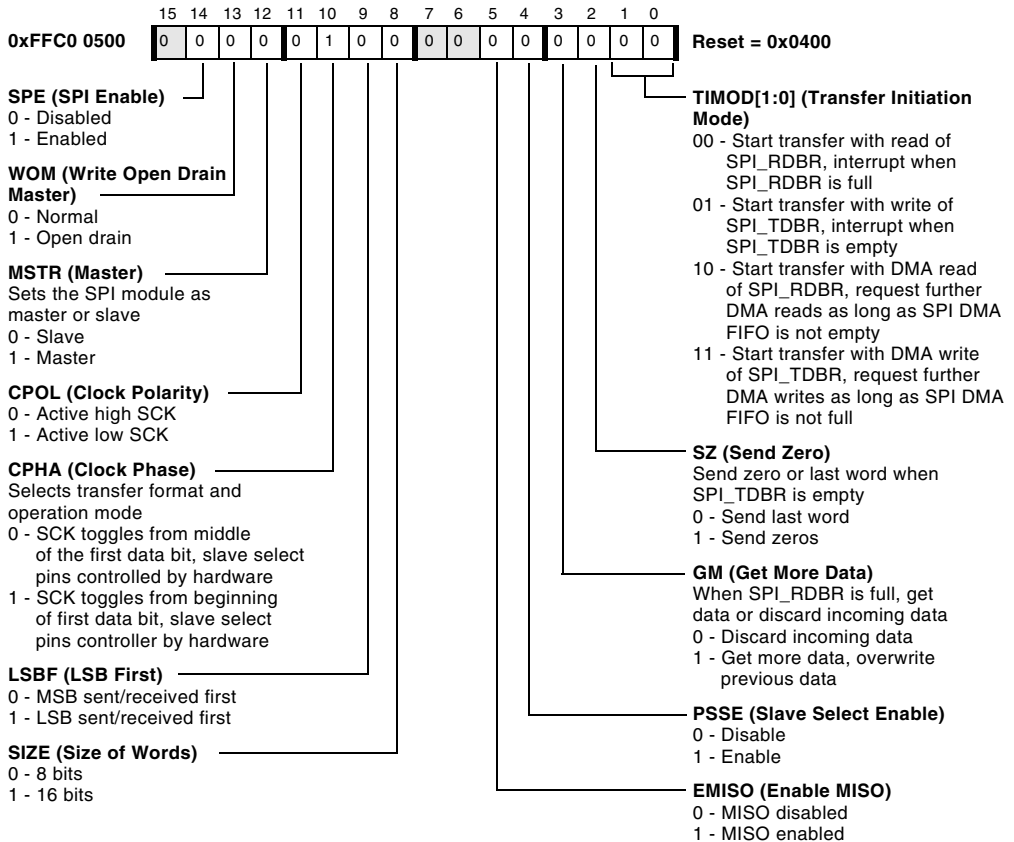 15 14 13 12 11 10 9 8 7 6 5 4 3 2 1 0
0xFFC0 0500 0 0 0 0 0 1 0 0 0 0 0 0 0 0 0 0 Reset = 0x0400
SPE (SPI Enable)
0 - Disabled
1 - Enabled
WOM (Write Open Drain
Master)
0 - Normal
1 - Open drain
MSTR (Master)
Sets the SPI module as
master or slave
0 - Slave
1 - Master
CPOL (Clock Polarity)
0 - Active high SCK
1 - Active low SCK
CPHA (Clock Phase)
Selects transfer format and
operation mode
0 - SCK toggles from middle
of the first data bit, slave select
pins controlled by hardware
1 - SCK toggles from beginning
of first data bit, slave select
pins controller by hardware
LSBF (LSB First)
0 - MSB sent/received first
1 - LSB sent/received first
SIZE (Size of Words)
0 - 8 bits
1 - 16 bits
TIMOD[1:0] (Transfer Initiation
Mode)
00 - Start transfer with read of
SPI_RDBR, interrupt when
SPI_RDBR is full
01 - Start transfer with write of
SPI_TDBR, interrupt when
SPI_TDBR is empty
10 - Start transfer with DMA read
of SPI_RDBR, request further
DMA reads as long as SPI DMA
FIFO is not empty
11 - Start transfer with DMA write
of SPI_TDBR, request further
DMA writes as long as SPI DMA
FIFO is not full
SZ (Send Zero)
Send zero or last word when
SPI_TDBR is empty
0 - Send last word
1 - Send zeros
GM (Get More Data)
When SPI_RDBR is full, get
data or discard incoming data
0 - Discard incoming data
1 - Get more data, overwrite
previous data
PSSE (Slave Select Enable)
0 - Disable
1 - Enable
EMISO (Enable MISO)
0 - MISO disabled
1 - MISO enabled